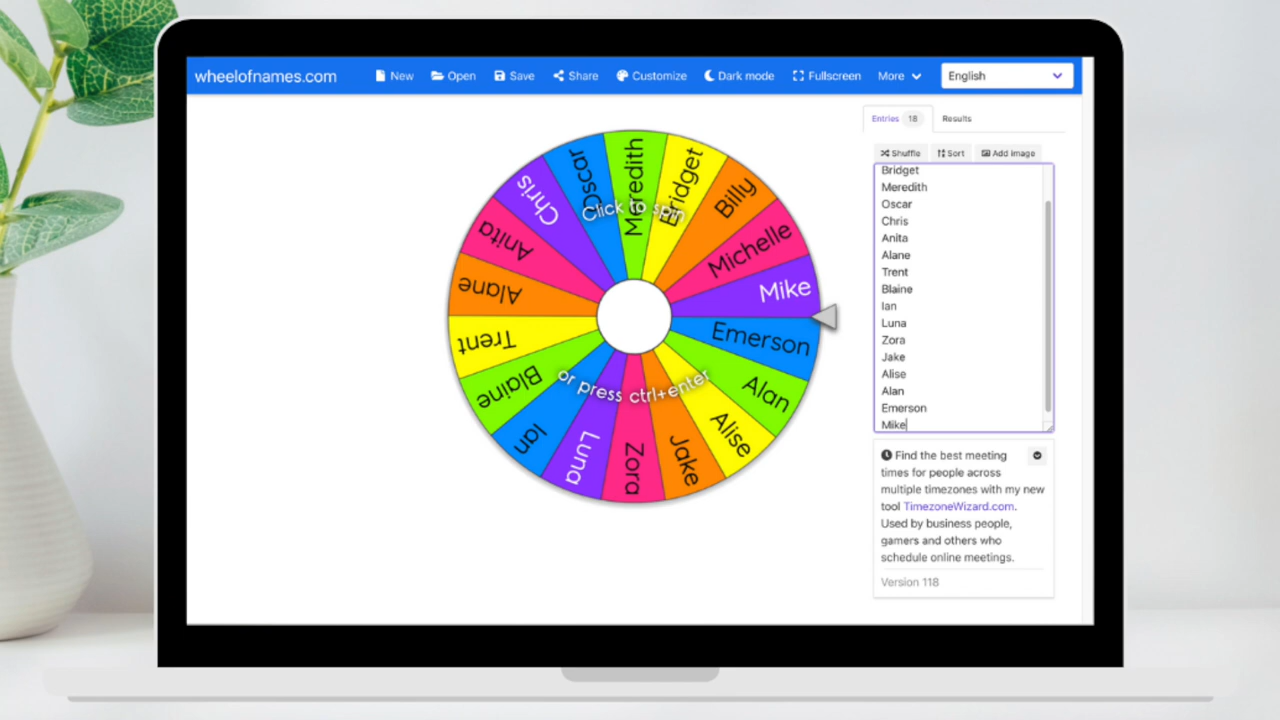 wheelofnames.com New Open Save Share Customize Dark mode Fullscreen More English
Entries 18 Results
Shuffle Sort Add image
Bridget
Meredith
Oscar
Chris
Anita
Alane
Trent
Blaine
Ian
Luna
Zora
Jake
Alise
Alan
Emerson
Mike
Find the best meeting
times for people across
multiple timezones with my new
tool TimezoneWizard.com.
Used by business people,
gamers and others who
schedule online meetings.
Version 118
Click to spin
or press ctrl+enter
Meredith
Bridget
Billy
Michelle
Mike
Emerson
Alan
Alise
Jake
Zora
Luna
Ian
Blaine
Trent
Alane
Anita
Chris
Oscar